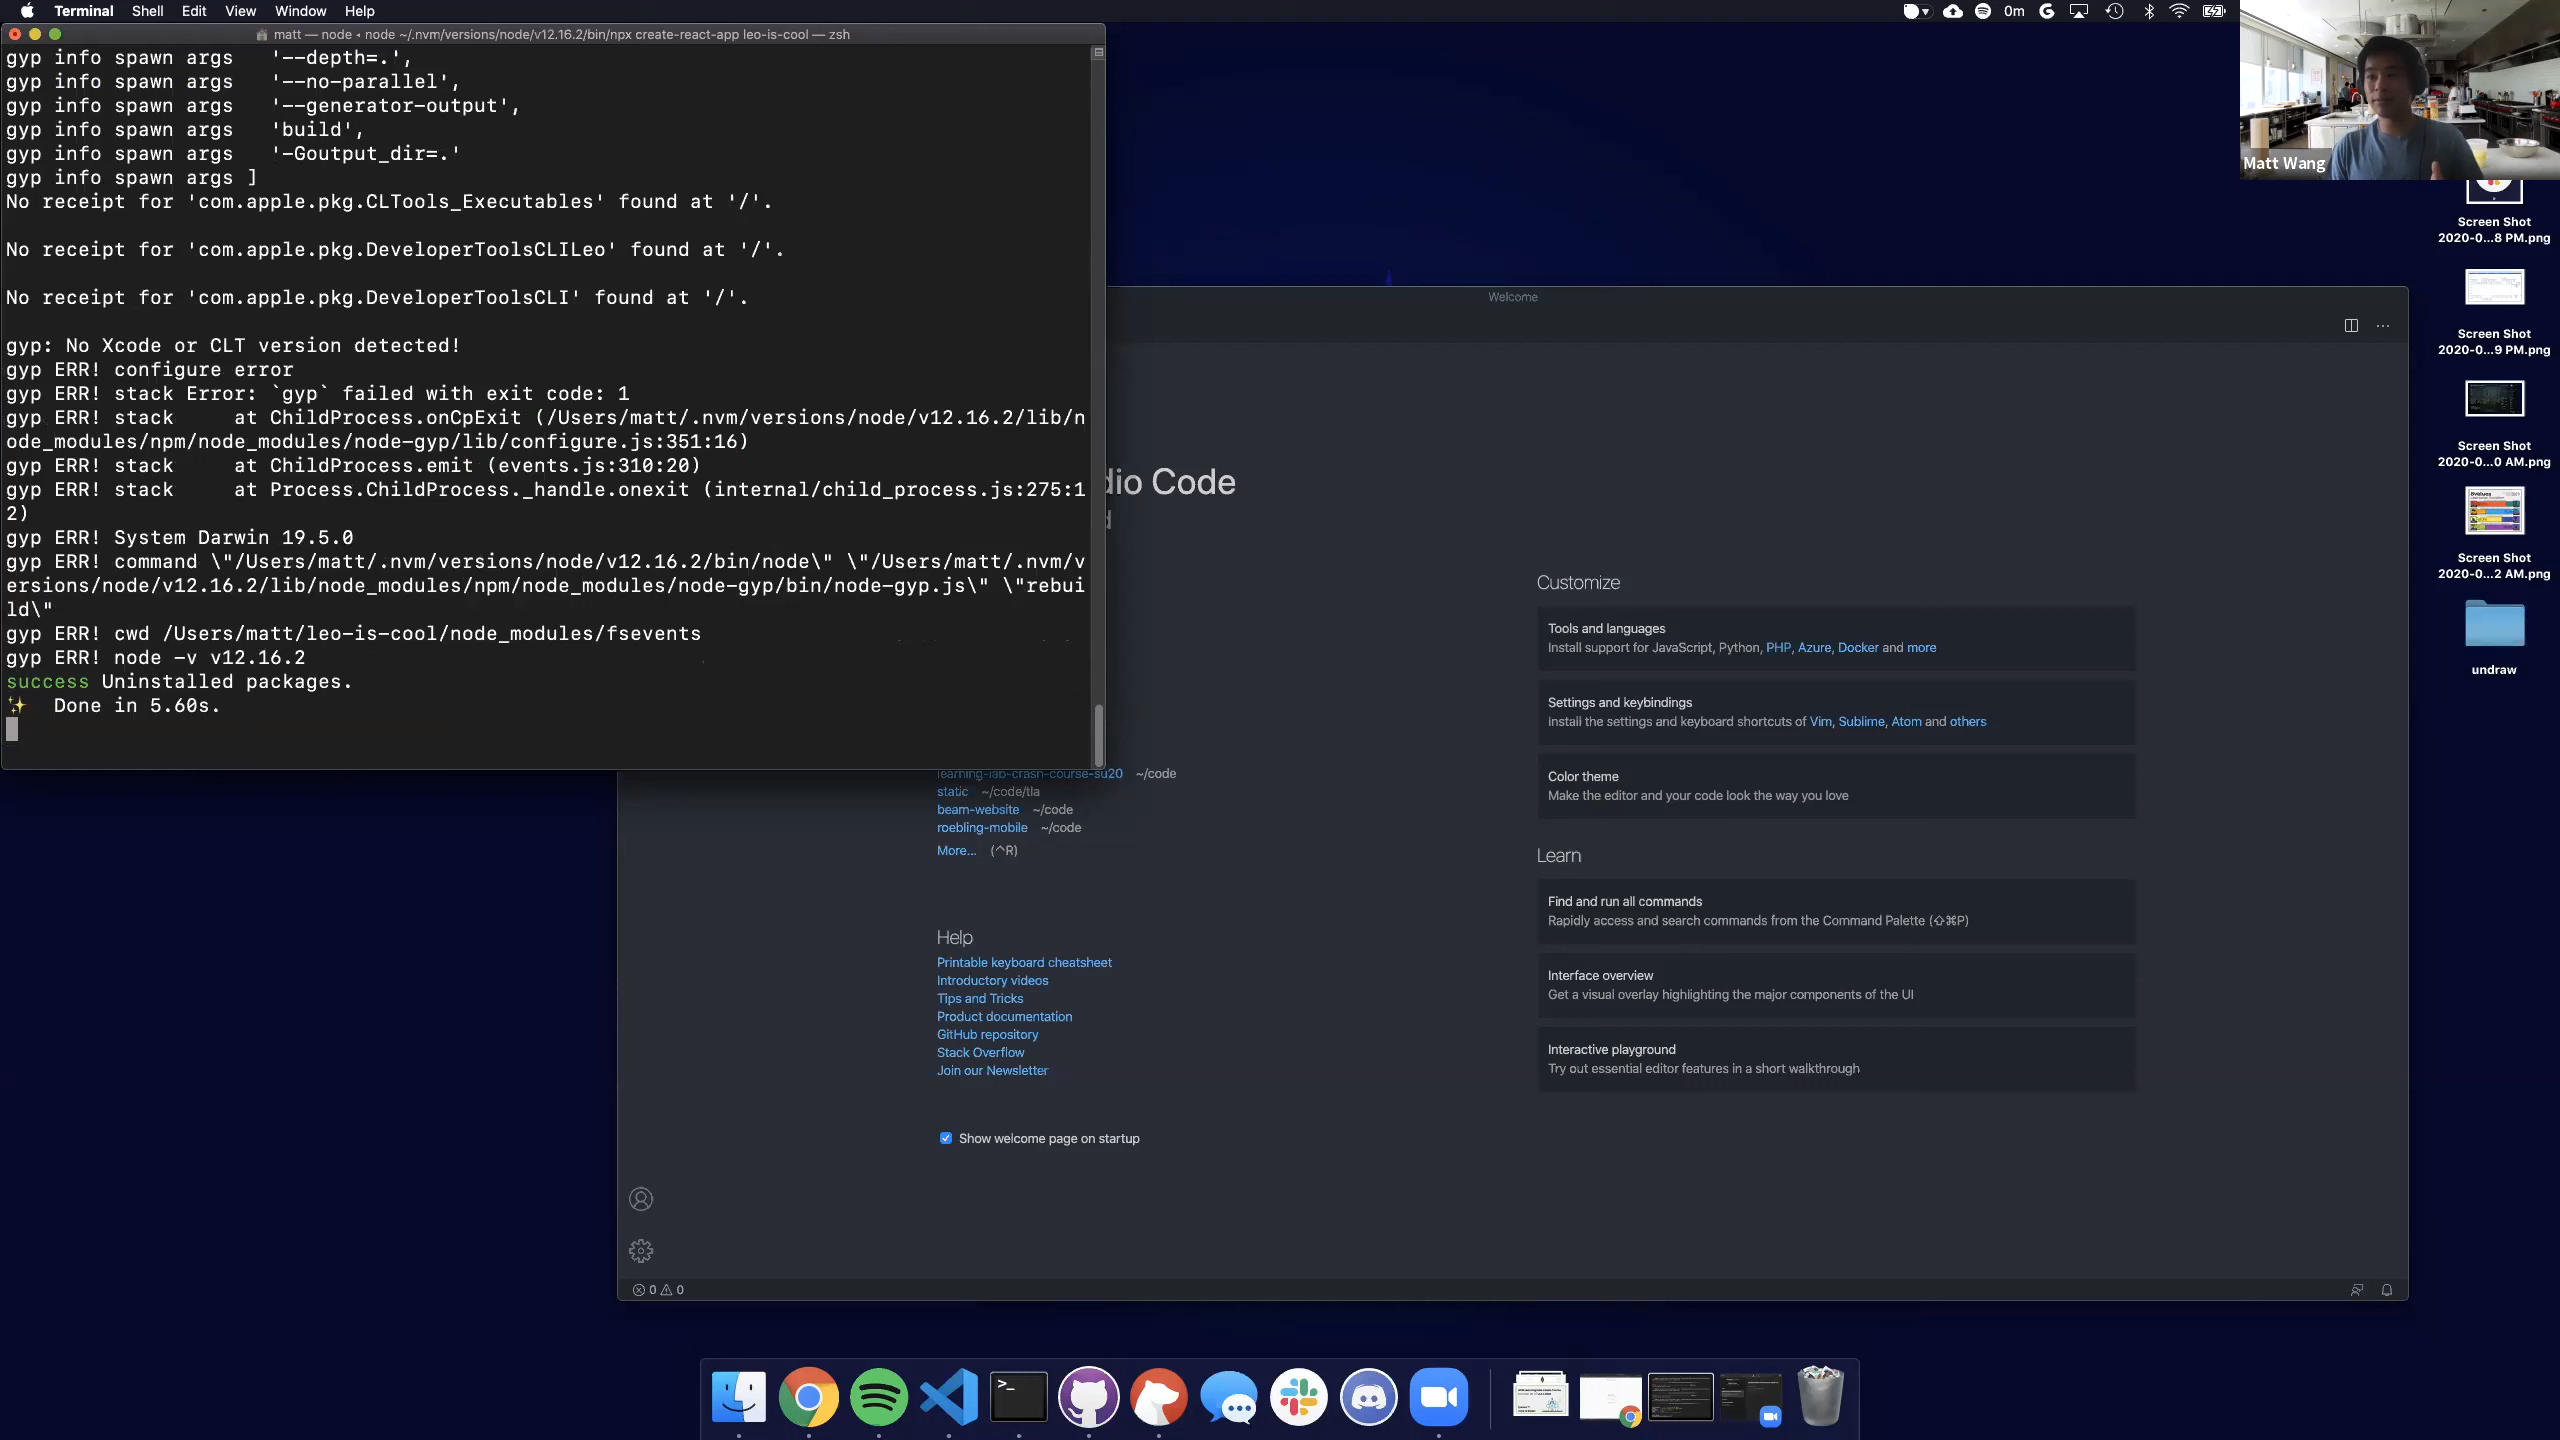 Terminal Shell Edit View Window Help
0m
matt — node ◂ node ~/.nvm/versions/node/v12.16.2/bin/npx create-react-app leo-is-cool — zsh
gyp info spawn args   '--depth=.',
gyp info spawn args   '--no-parallel',
gyp info spawn args   '--generator-output',
gyp info spawn args   'build',
gyp info spawn args   '-Goutput_dir=.'
gyp info spawn args ]
No receipt for 'com.apple.pkg.CLTools_Executables' found at '/'.
No receipt for 'com.apple.pkg.DeveloperToolsCLILeo' found at '/'.
No receipt for 'com.apple.pkg.DeveloperToolsCLI' found at '/'.
gyp: No Xcode or CLT version detected!
gyp ERR! configure error
gyp ERR! stack Error: `gyp` failed with exit code: 1
gyp ERR! stack     at ChildProcess.onCpExit (/Users/matt/.nvm/versions/node/v12.16.2/lib/n
ode_modules/npm/node_modules/node-gyp/lib/configure.js:351:16)
gyp ERR! stack     at ChildProcess.emit (events.js:310:20)
gyp ERR! stack     at Process.ChildProcess._handle.onexit (internal/child_process.js:275:1
2)
gyp ERR! System Darwin 19.5.0
gyp ERR! command \"/Users/matt/.nvm/versions/node/v12.16.2/bin/node\" \"/Users/matt/.nvm/v
ersions/node/v12.16.2/lib/node_modules/npm/node_modules/node-gyp/bin/node-gyp.js\" \"rebui
ld\"
gyp ERR! cwd /Users/matt/leo-is-cool/node_modules/fsevents
gyp ERR! node -v v12.16.2
success Uninstalled packages.
✨  Done in 5.60s.
Welcome
dio Code
d
learning-lab-crash-course-su20 ~/code
static ~/code/tla
beam-website ~/code
roebling-mobile ~/code
More... (^R)
Help
Printable keyboard cheatsheet
Introductory videos
Tips and Tricks
Product documentation
GitHub repository
Stack Overflow
Join our Newsletter
Show welcome page on startup
Customize
Tools and languages
Install support for JavaScript, Python, PHP, Azure, Docker and more
Settings and keybindings
Install the settings and keyboard shortcuts of Vim, Sublime, Atom and others
Color theme
Make the editor and your code look the way you love
Learn
Find and run all commands
Rapidly access and search commands from the Command Palette (⇧⌘P)
Interface overview
Get a visual overlay highlighting the major components of the UI
Interactive playground
Try out essential editor features in a short walkthrough
0 0
Matt Wang
Screen Shot
2020-0...8 PM.png
Screen Shot
2020-0...9 PM.png
Screen Shot
2020-0...0 AM.png
Screen Shot
2020-0...2 AM.png
undraw